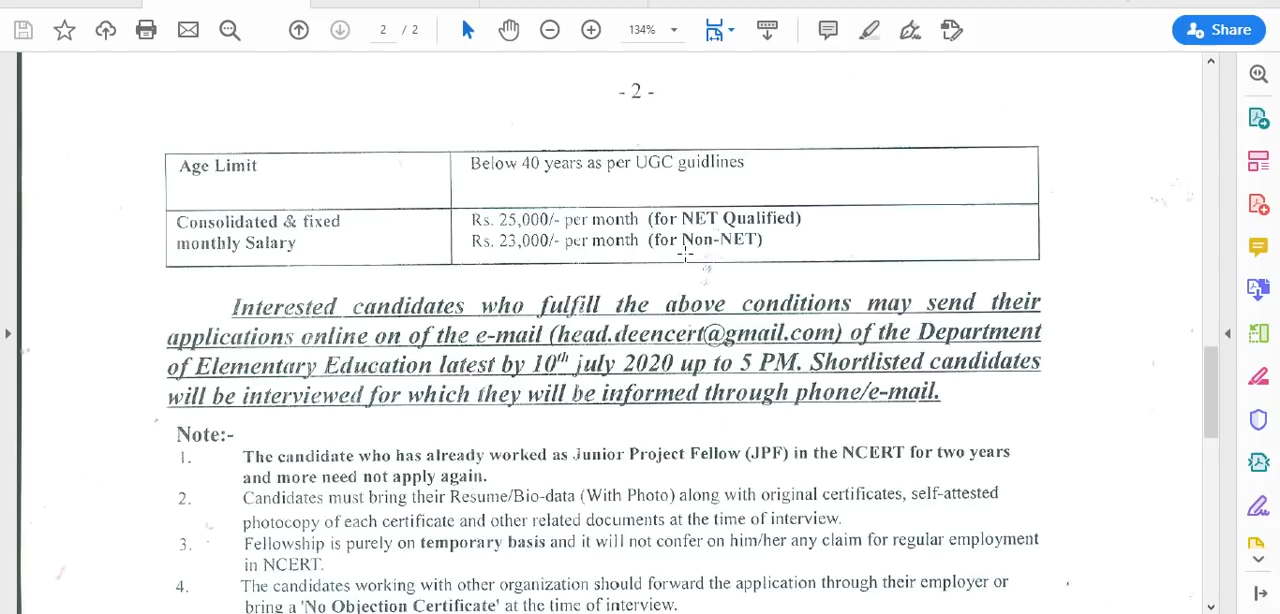 2 / 2
134%
Share
- 2 -
Age Limit
Below 40 years as per UGC guidlines
Consolidated & fixed
monthly Salary
Rs. 25,000/- per month (for NET Qualified)
Rs. 23,000/- per month (for Non-NET)
Interested candidates who fulfill the above conditions may send their
applications online on of the e-mail (head.deencert@gmail.com) of the Department
of Elementary Education latest by 10th july 2020 up to 5 PM. Shortlisted candidates
will be interviewed for which they will be informed through phone/e-mail.
Note:-
1. The candidate who has already worked as Junior Project Fellow (JPF) in the NCERT for two years
and more need not apply again.
2. Candidates must bring their Resume/Bio-data (With Photo) along with original certificates, self-attested
photocopy of each certificate and other related documents at the time of interview.
3. Fellowship is purely on temporary basis and it will not confer on him/her any claim for regular employment
in NCERT.
4. The candidates working with other organization should forward the application through their employer or
bring a 'No Objection Certificate' at the time of interview.